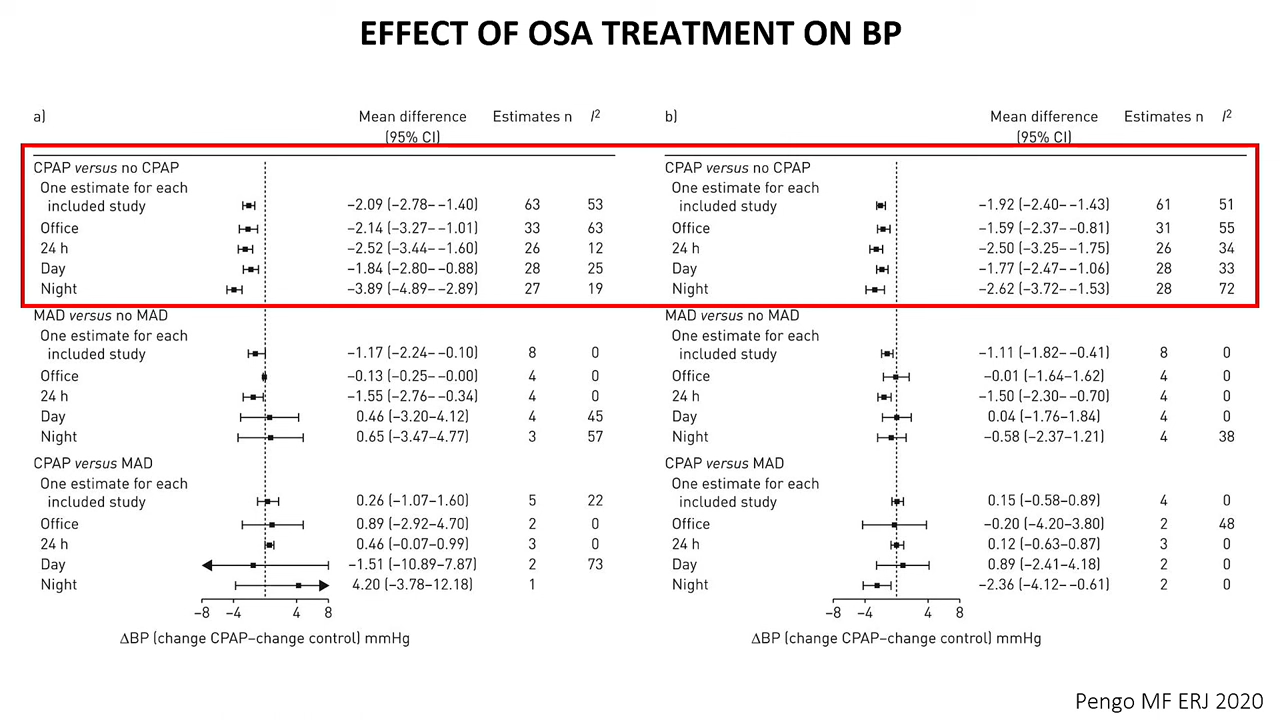 EFFECT OF OSA TREATMENT ON BP
a) Mean difference (95% CI) Estimates n I²
CPAP versus no CPAP
One estimate for each
included study −2.09 (−2.78– −1.40) 63 53
Office −2.14 (−3.27– −1.01) 33 63
24 h −2.52 (−3.44– −1.60) 26 12
Day −1.84 (−2.80– −0.88) 28 25
Night −3.89 (−4.89– −2.89) 27 19
MAD versus no MAD
One estimate for each
included study −1.17 (−2.24– −0.10) 8 0
Office −0.13 (−0.25– −0.00) 4 0
24 h −1.55 (−2.76– −0.34) 4 0
Day 0.46 (−3.20–4.12) 4 45
Night 0.65 (−3.47–4.77) 3 57
CPAP versus MAD
One estimate for each
included study 0.26 (−1.07–1.60) 5 22
Office 0.89 (−2.92–4.70) 2 0
24 h 0.46 (−0.07–0.99) 3 0
Day −1.51 (−10.89–7.87) 2 73
Night 4.20 (−3.78–12.18) 1
−8 −4 4 8
ΔBP (change CPAP–change control) mmHg
b) Mean difference (95% CI) Estimates n I²
CPAP versus no CPAP
One estimate for each
included study −1.92 (−2.40– −1.43) 61 51
Office −1.59 (−2.37– −0.81) 31 55
24 h −2.50 (−3.25– −1.75) 26 34
Day −1.77 (−2.47– −1.06) 28 33
Night −2.62 (−3.72– −1.53) 28 72
MAD versus no MAD
One estimate for each
included study −1.11 (−1.82– −0.41) 8 0
Office −0.01 (−1.64–1.62) 4 0
24 h −1.50 (−2.30– −0.70) 4 0
Day 0.04 (−1.76–1.84) 4 0
Night −0.58 (−2.37–1.21) 4 38
CPAP versus MAD
One estimate for each
included study 0.15 (−0.58–0.89) 4 0
Office −0.20 (−4.20–3.80) 2 48
24 h 0.12 (−0.63–0.87) 3 0
Day 0.89 (−2.41–4.18) 2 0
Night −2.36 (−4.12– −0.61) 2 0
−8 −4 4 8
ΔBP (change CPAP–change control) mmHg
Pengo MF ERJ 2020